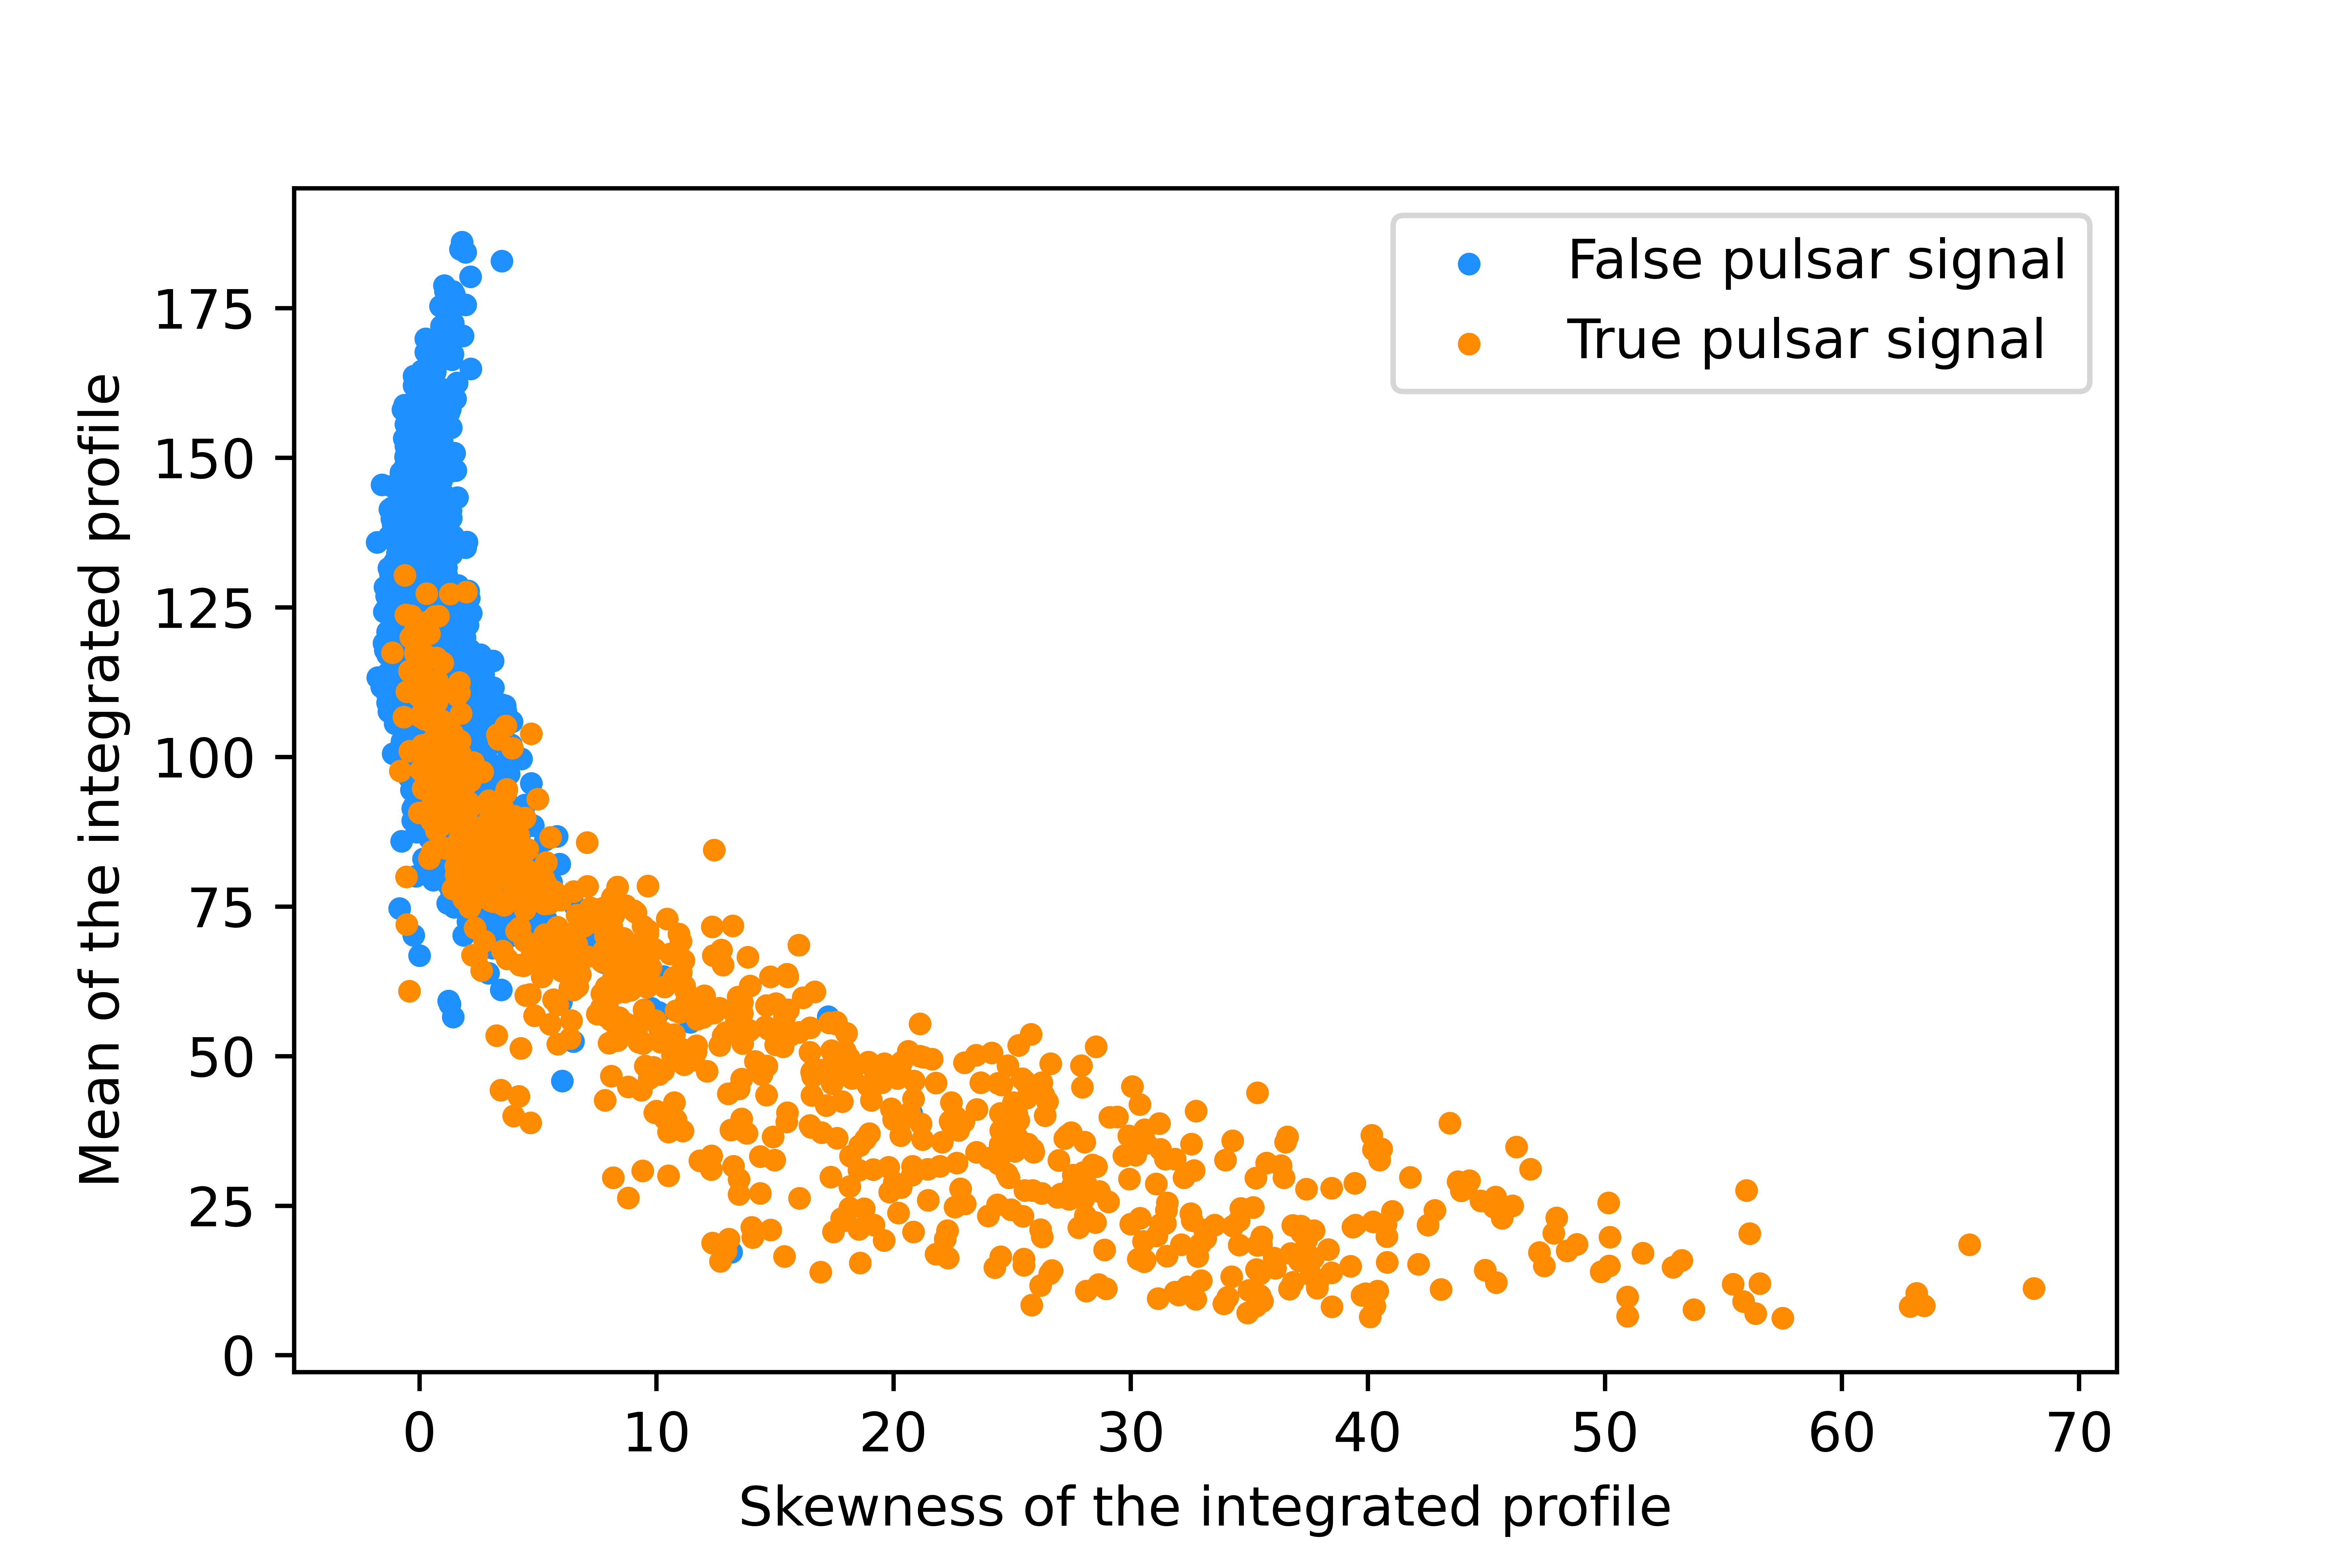 False pulsar signal
True pulsar signal
175
150
125
100
75
50
25
0
Mean of the integrated profile
0 10 20 30 40 50 60 70
Skewness of the integrated profile